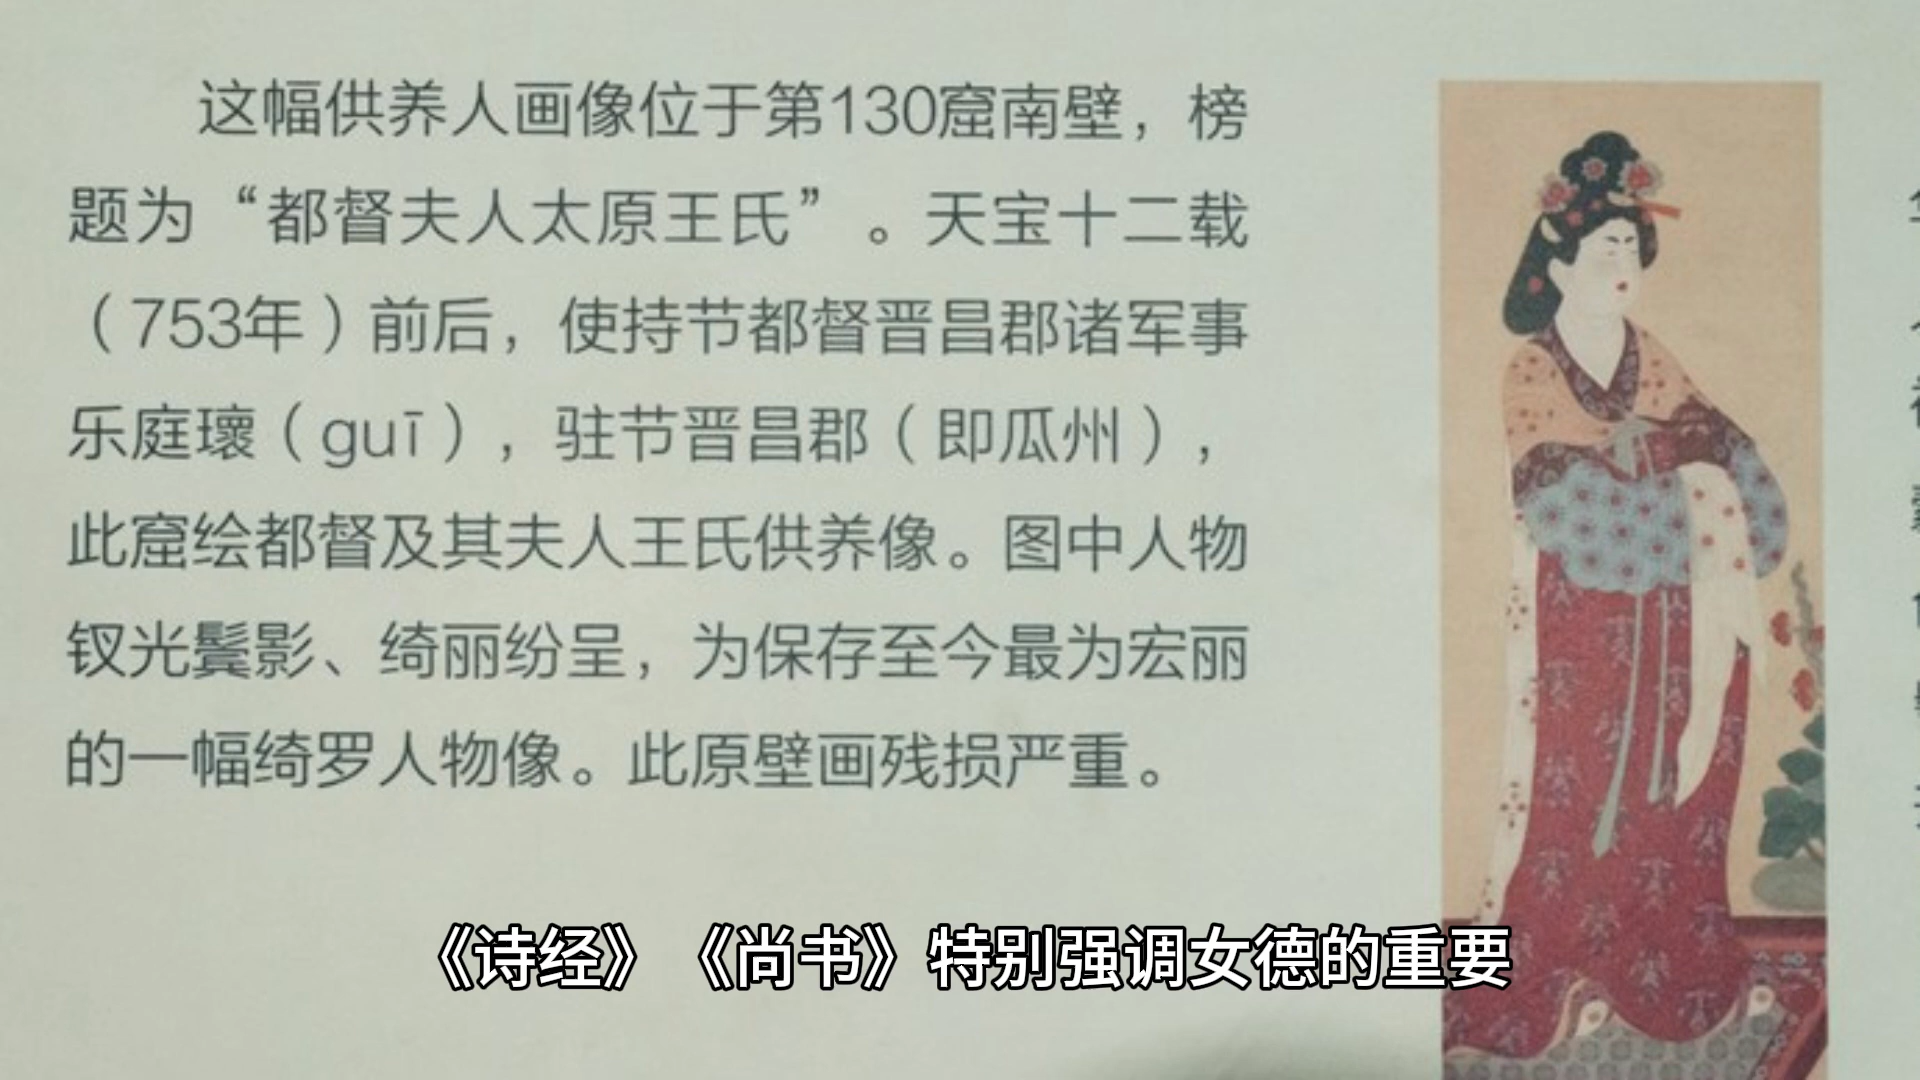 这幅供养人画像位于第130窟南壁，榜
题为“都督夫人太原王氏”。天宝十二载
（753年）前后，使持节都督晋昌郡诸军事
乐庭瓌（guī），驻节晋昌郡（即瓜州），
此窟绘都督及其夫人王氏供养像。图中人物
钗光鬓影、绮丽纷呈，为保存至今最为宏丽
的一幅绮罗人物像。此原壁画残损严重。
《诗经》《尚书》特别强调女德的重要